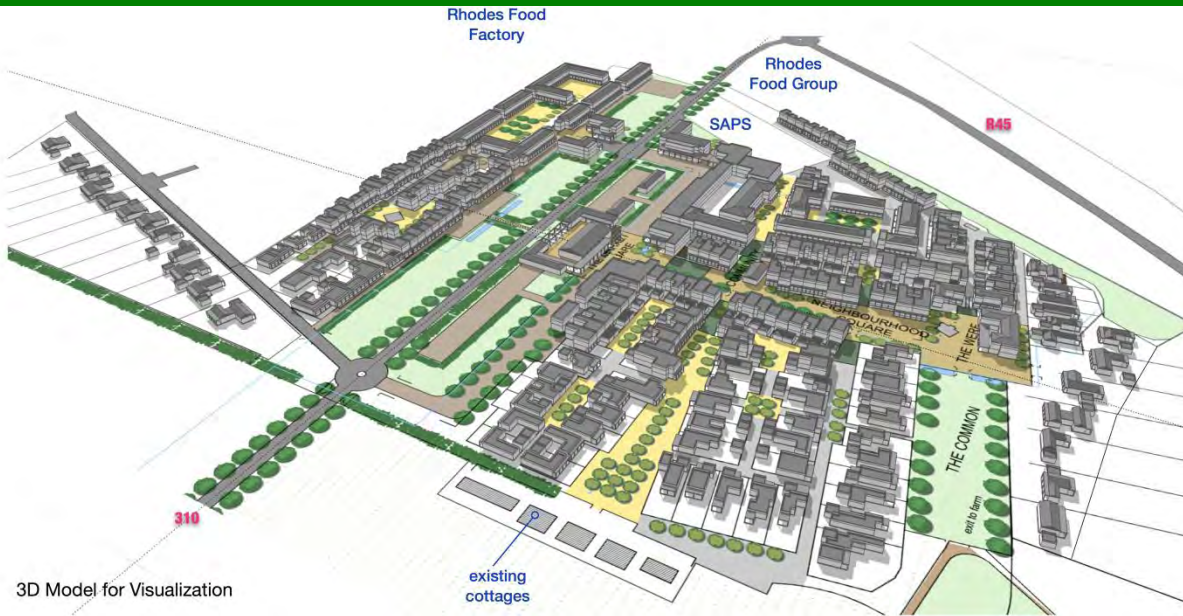 Rhodes Food
Factory
Rhodes
Food Group
SAPS
R45
NEIGHBOURHOOD
SQUARE
THE WERF
THE COMMON
exit to farm
310
existing
cottages
3D Model for Visualization